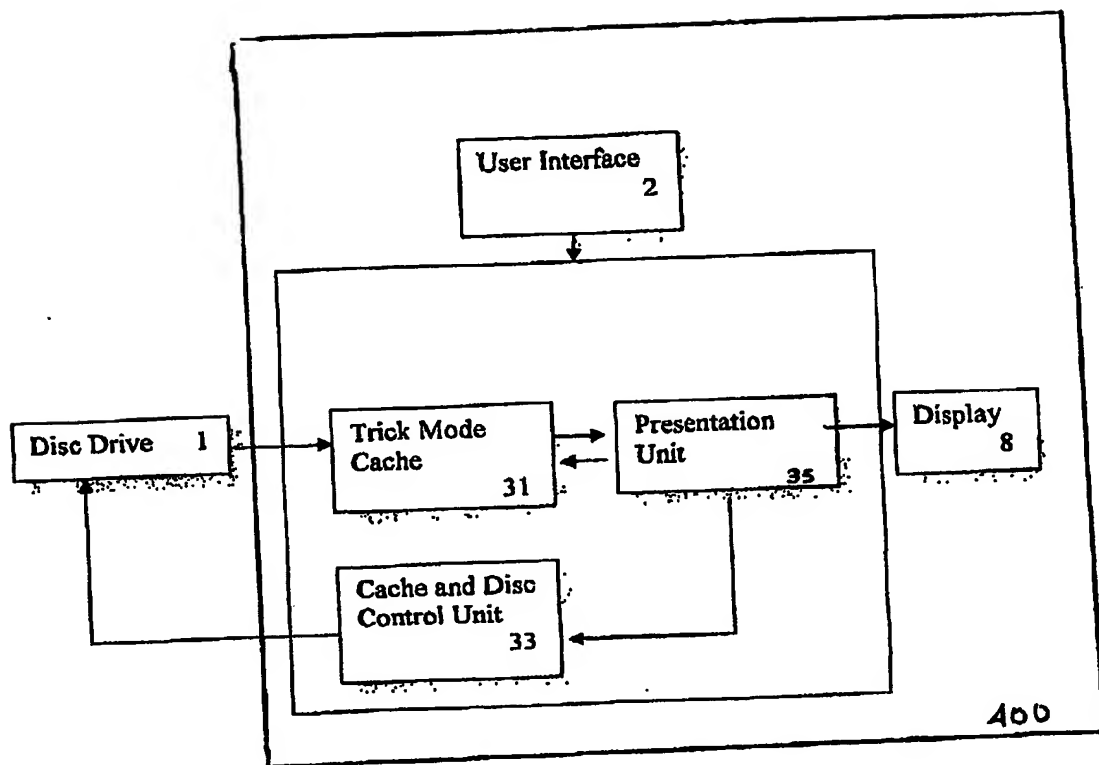 User Interface
2
Disc Drive 1
Trick Mode
Cache
31
Presentation
Unit
35
Display
8
Cache and Disc
Control Unit
33
400